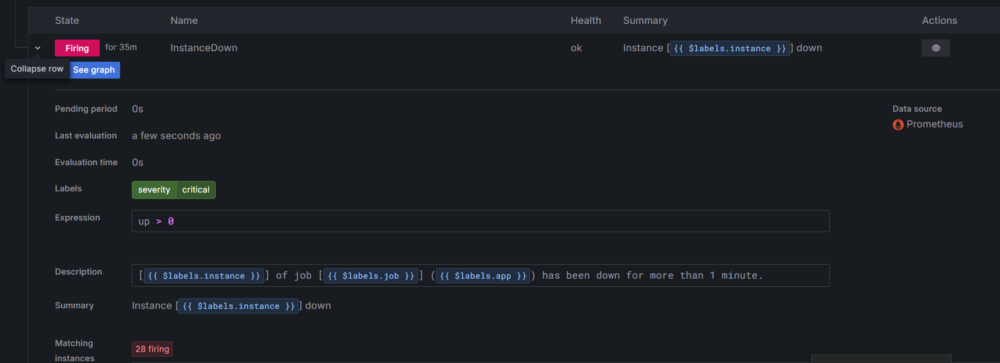 State Name Health Summary Actions
Firing for 35m InstanceDown ok Instance [{{ $labels.instance }}] down
Collapse row See graph
Pending period 0s Data source
Prometheus
Last evaluation a few seconds ago
Evaluation time 0s
Labels severity critical
Expression up > 0
Description [{{ $labels.instance }}] of job [{{ $labels.job }}] ({{ $labels.app }}) has been down for more than 1 minute.
Summary Instance [{{ $labels.instance }}] down
Matching instances 28 firing